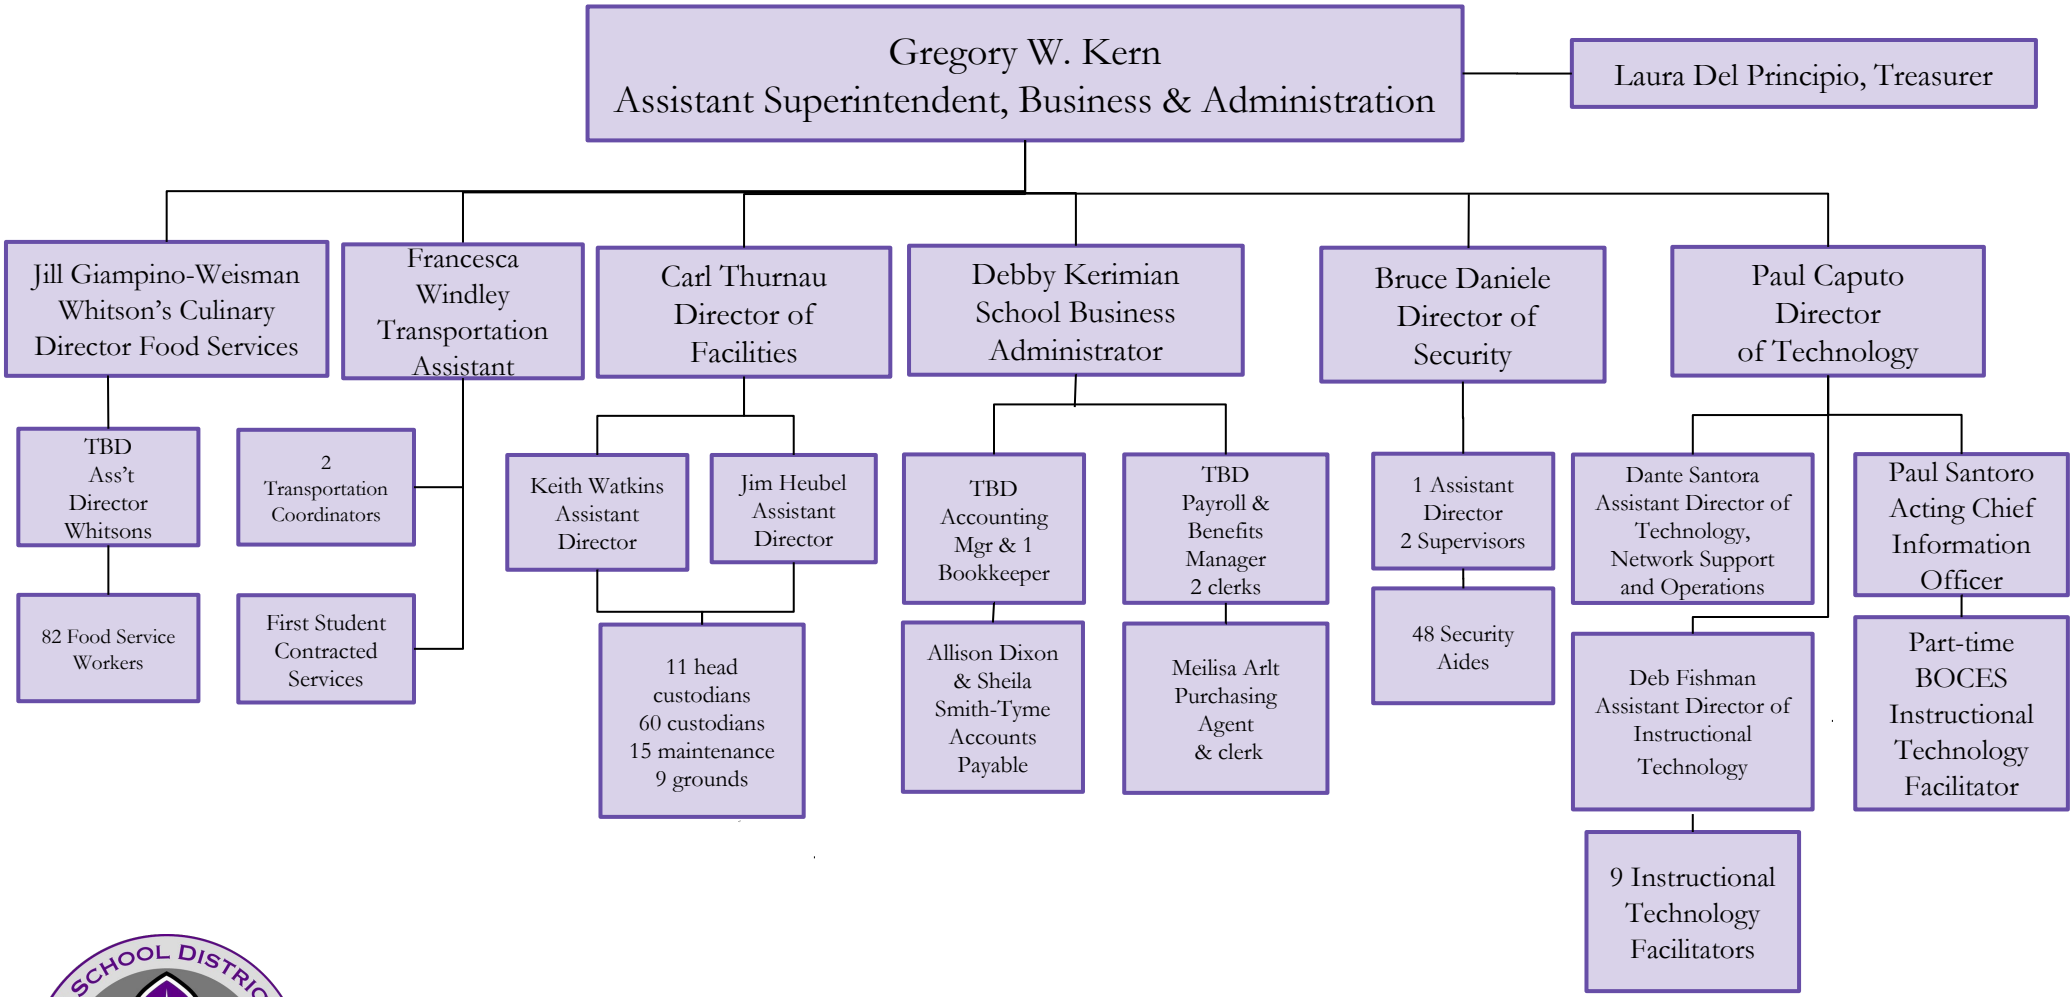 Gregory W. Kern
Assistant Superintendent, Business & Administration
Laura Del Principio, Treasurer
Jill Giampino-Weisman
Whitson’s Culinary
Director Food Services
Francesca
Windley
Transportation
Assistant
Carl Thurnau
Director of
Facilities
Debby Kerimian
School Business
Administrator
Bruce Daniele
Director of
Security
Paul Caputo
Director
of Technology
TBD
Ass’t
Director
Whitsons
2
Transportation
Coordinators
Keith Watkins
Assistant
Director
Jim Heubel
Assistant
Director
TBD
Accounting
Mgr & 1
Bookkeeper
TBD
Payroll &
Benefits
Manager
2 clerks
1 Assistant
Director
2 Supervisors
Dante Santora
Assistant Director of
Technology,
Network Support
and Operations
Paul Santoro
Acting Chief
Information
Officer
82 Food Service
Workers
First Student
Contracted
Services
11 head
custodians
60 custodians
15 maintenance
9 grounds
Allison Dixon
& Sheila
Smith-Tyme
Accounts
Payable
Meilisa Arlt
Purchasing
Agent
& clerk
48 Security
Aides
Deb Fishman
Assistant Director of
Instructional
Technology
Part-time
BOCES
Instructional
Technology
Facilitator
9 Instructional
Technology
Facilitators
SCHOOL DISTRIC